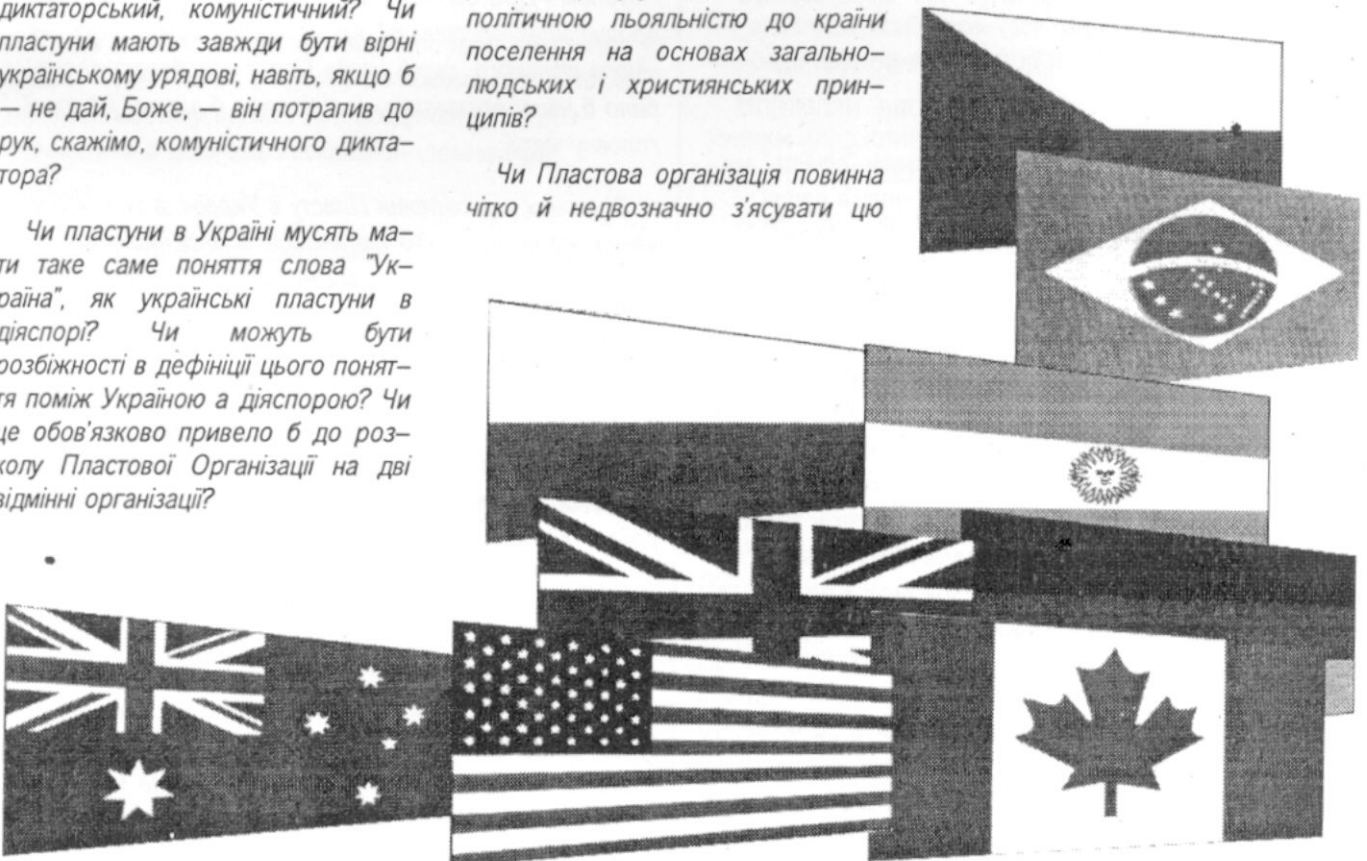 диктаторський, комуністичний? Чи
пластуни мають завжди бути вірні
українському урядові, навіть, якщо б
— не дай, Боже, — він потрапив до
рук, скажімо, комуністичного дикта–
тора?
Чи пластуни в Україні мусять ма–
ти таке саме поняття слова "Ук–
раїна", як українські пластуни в
діяспорі? Чи можуть бути
розбіжності в дефініції цього понят–
тя поміж Україною а діяспорою? Чи
це обов'язково привело б до роз–
колу Пластової Організації на дві
відмінні організації?
політичною льояльністю до країни
поселення на основах загально–
людських і християнських прин–
ципів?
Чи Пластова організація повинна
чітко й недвозначно з'ясувати цю